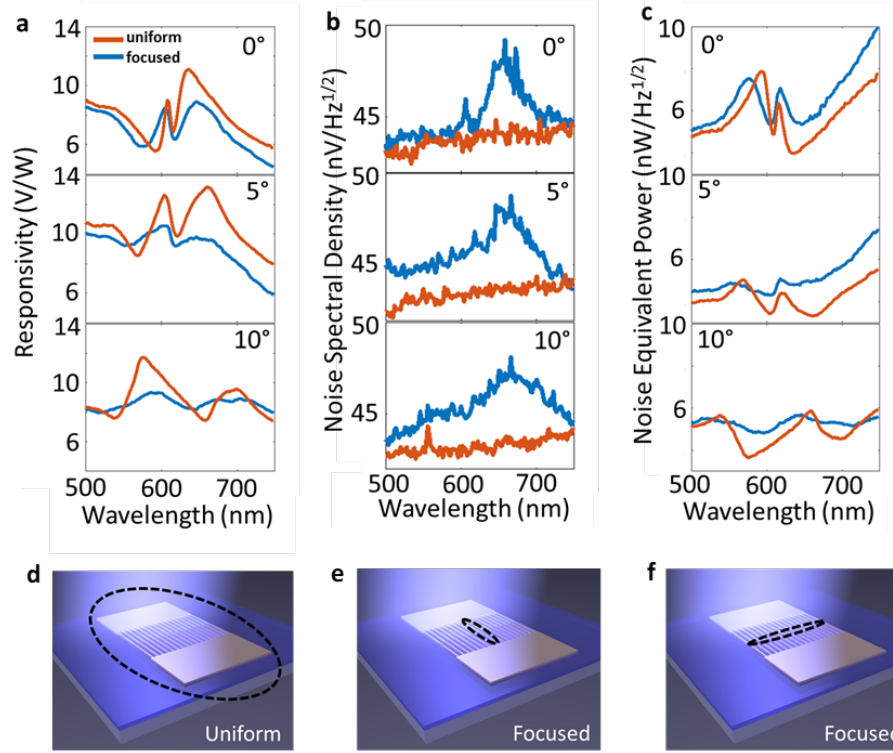 a
14
uniform
focused
0°
10
6
14
5°
10
6
14
10°
10
6
500 600 700
Wavelength (nm)
Responsivity (V/W)
b
50
0°
45
50
5°
45
50
10°
45
500 600 700
Wavelength (nm)
Noise Spectral Density (nV/Hz1/2)
c
10
0°
6
10
5°
6
10
10°
6
500 600 700
Wavelength (nm)
Noise Equivalent Power (nW/Hz1/2)
d
Uniform
e
Focused
f
Focused